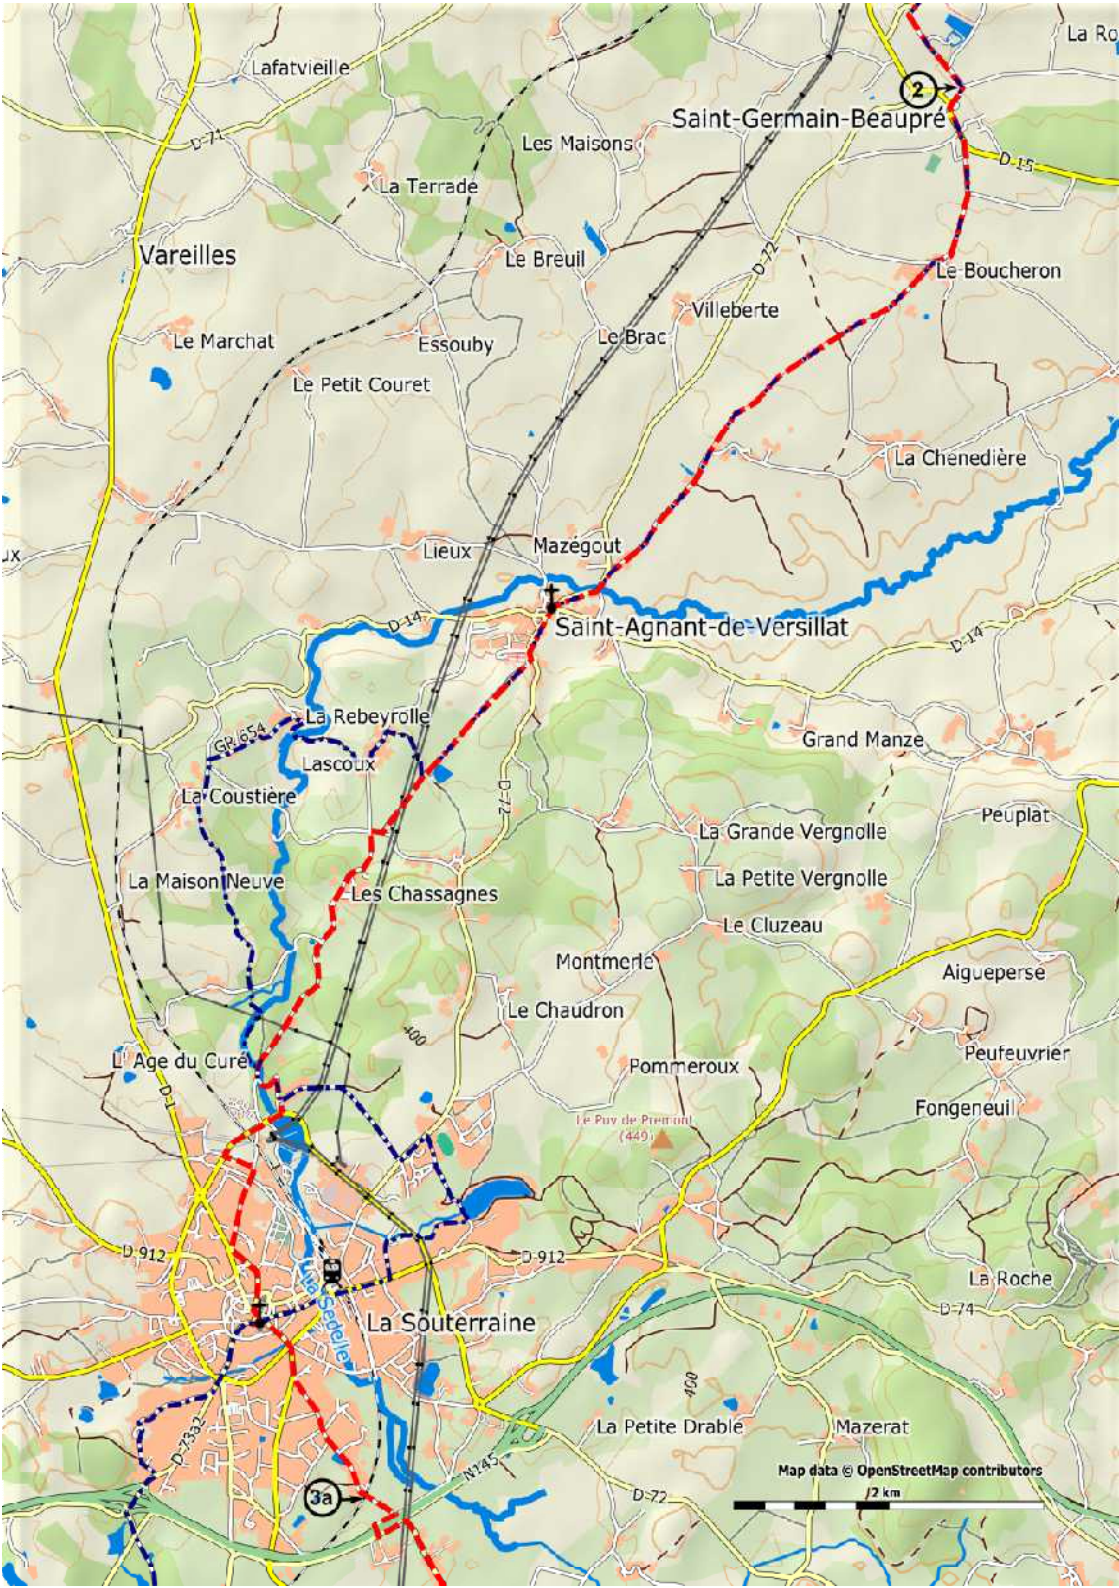 La Ro
Lafatvieille
2
Saint-Germain-Beaupré
D 71
Les Maisons
D 15
La Terrade
Vareilles
Le Breuil
D-72
Le Boucheron
Villeberte
Le Marchat
Essouby
Le Brac
Le Petit Couret
La Chenedière
Lieux
Mazégout
ux
D 14
Saint-Agnant-de-Versillat
D-14
La Rebeyrolle
GR 654
Grand Manze
Lascoux
La Coustière
D-72
Peuplat
La Grande Vergnolle
La Maison Neuve
La Petite Vergnolle
Les Chassagnes
Le Cluzeau
Montmerle
Aigueperse
Le Chaudron
400
L' Age du Curé
Peufeuvrier
Pommeroux
D-1
Fongeneuil
Le Puy de Prémont
(449)
D 912
D 912
La Roche
La Sédelle
D-74
La Souterraine
400
La Petite Drable
Mazerat
D-73a2
N145
Map data © OpenStreetMap contributors
2 km
3a
D-72